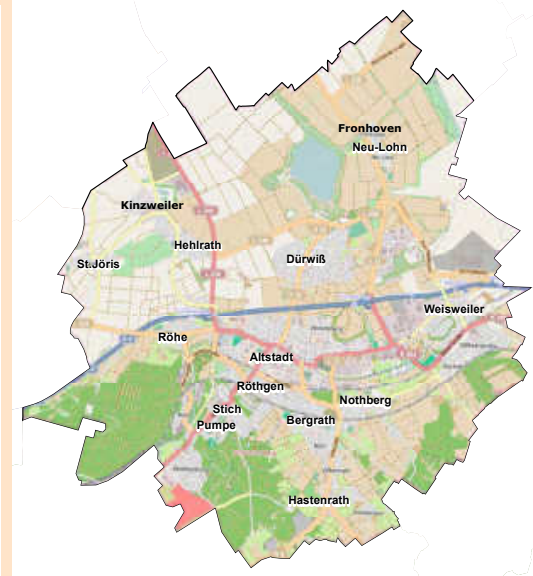 Fronhoven
Neu-Lohn
Kinzweiler
Hehlrath
St.Jöris
Dürwiß
Weisweiler
Röhe
Altstadt
Röthgen
Nothberg
Stich
Pumpe
Bergrath
Hastenrath